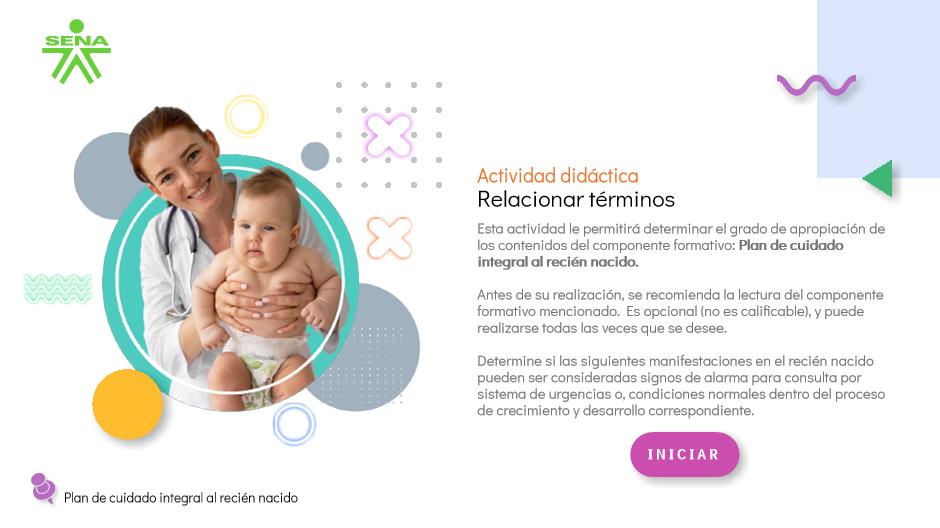 SENA
Actividad didáctica
Relacionar términos
Esta actividad le permitirá determinar el grado de apropiación de
los contenidos del componente formativo: Plan de cuidado
integral al recién nacido.
Antes de su realización, se recomienda la lectura del componente
formativo mencionado. Es opcional (no es calificable), y puede
realizarse todas las veces que se desee.
Determine si las siguientes manifestaciones en el recién nacido
pueden ser consideradas signos de alarma para consulta por
sistema de urgencias o, condiciones normales dentro del proceso
de crecimiento y desarrollo correspondiente.
INICIAR
Plan de cuidado integral al recién nacido